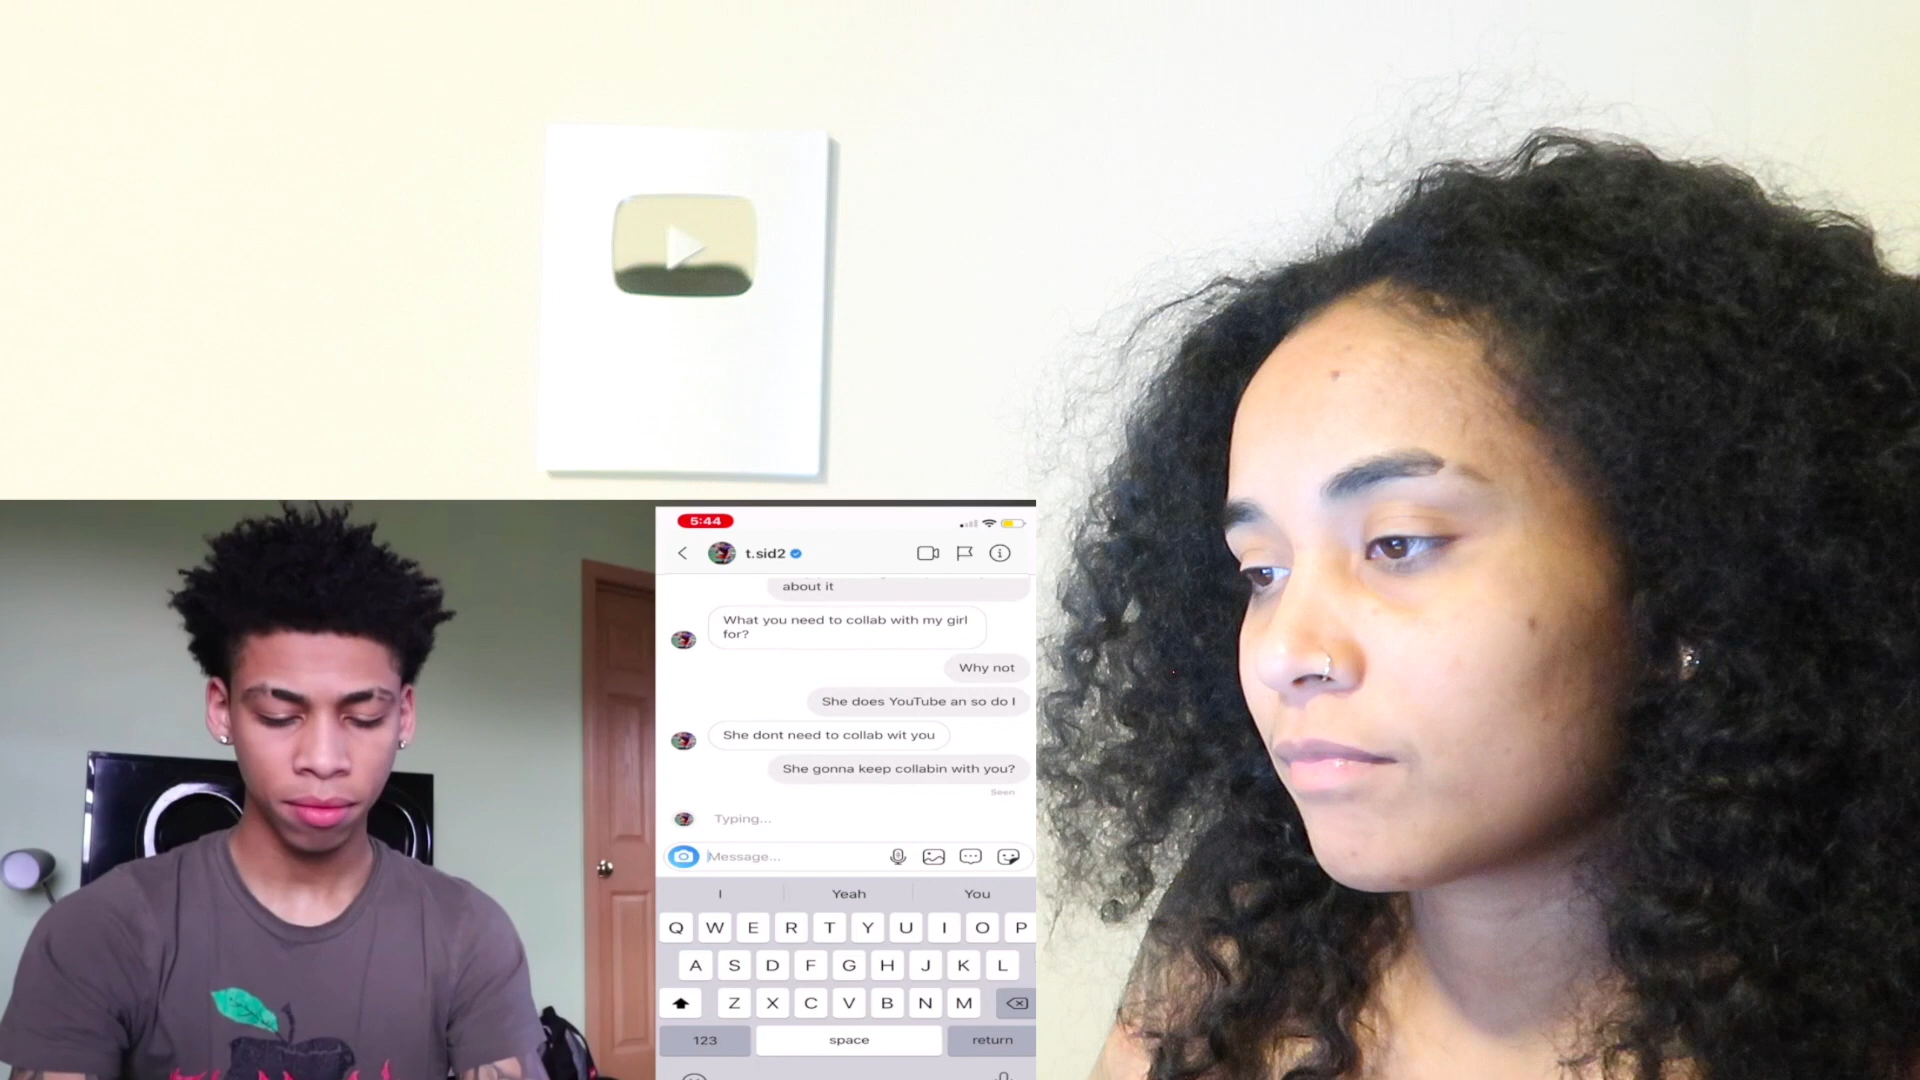 5:44
t.sid2
about it
What you need to collab with my girl
for?
Why not
She does YouTube an so do I
She dont need to collab wit you
She gonna keep collabin with you?
Seen
Typing...
Message...
I Yeah You
Q W E R T Y U I O P
A S D F G H J K L
Z X C V B N M
123 space return